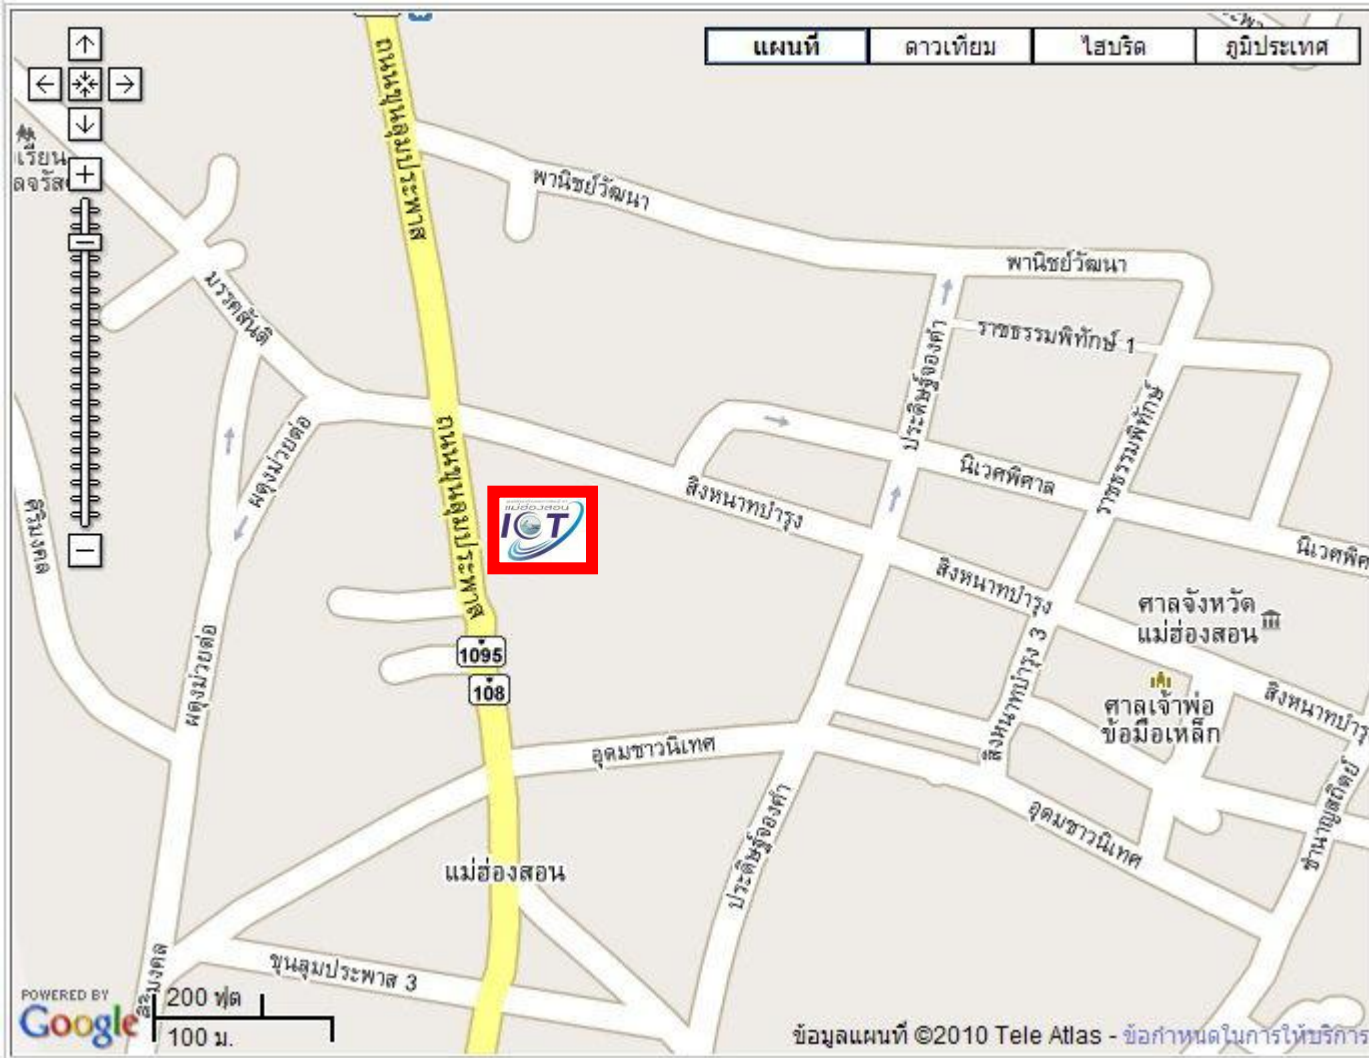 แผนที่
ดาวเทียม
ไฮบริด
ภูมิประเทศ
ถนนขุนลุมประพาส
พานิชย์วัฒนา
พานิชย์วัฒนา
ราชธรรมพิทักษ์ 1
มรรคสันติ
ประดิษฐ์จองคำ
ราชธรรมพิทักษ์
ผดุงม่วยต่อ
นิเวศพิศาล
สิงหนาทบำรุง
ถนนขุนลุมประพาส
แม่ฮ่องสอน
ICT
ศิริมงคล
นิเวศพิศ
สิงหนาทบำรุง
ศาลจังหวัด
แม่ฮ่องสอน
ผดุงม่วยต่อ
1095
108
สิงหนาทบำรุง 3
ศาลเจ้าพ่อ
ข้อมือเหล็ก
สิงหนาทบำรุ
อุดมชาวนิเทศ
ประดิษฐ์จองคำ
อุดมชาวนิเทศ
ชำนาญสถิตย์
แม่ฮ่องสอน
ขุนลุมประพาส 3
สิริมงคล
POWERED BY
Google
200 ฟุต
100 ม.
ข้อมูลแผนที่ ©2010 Tele Atlas - ข้อกำหนดในการให้บริการ